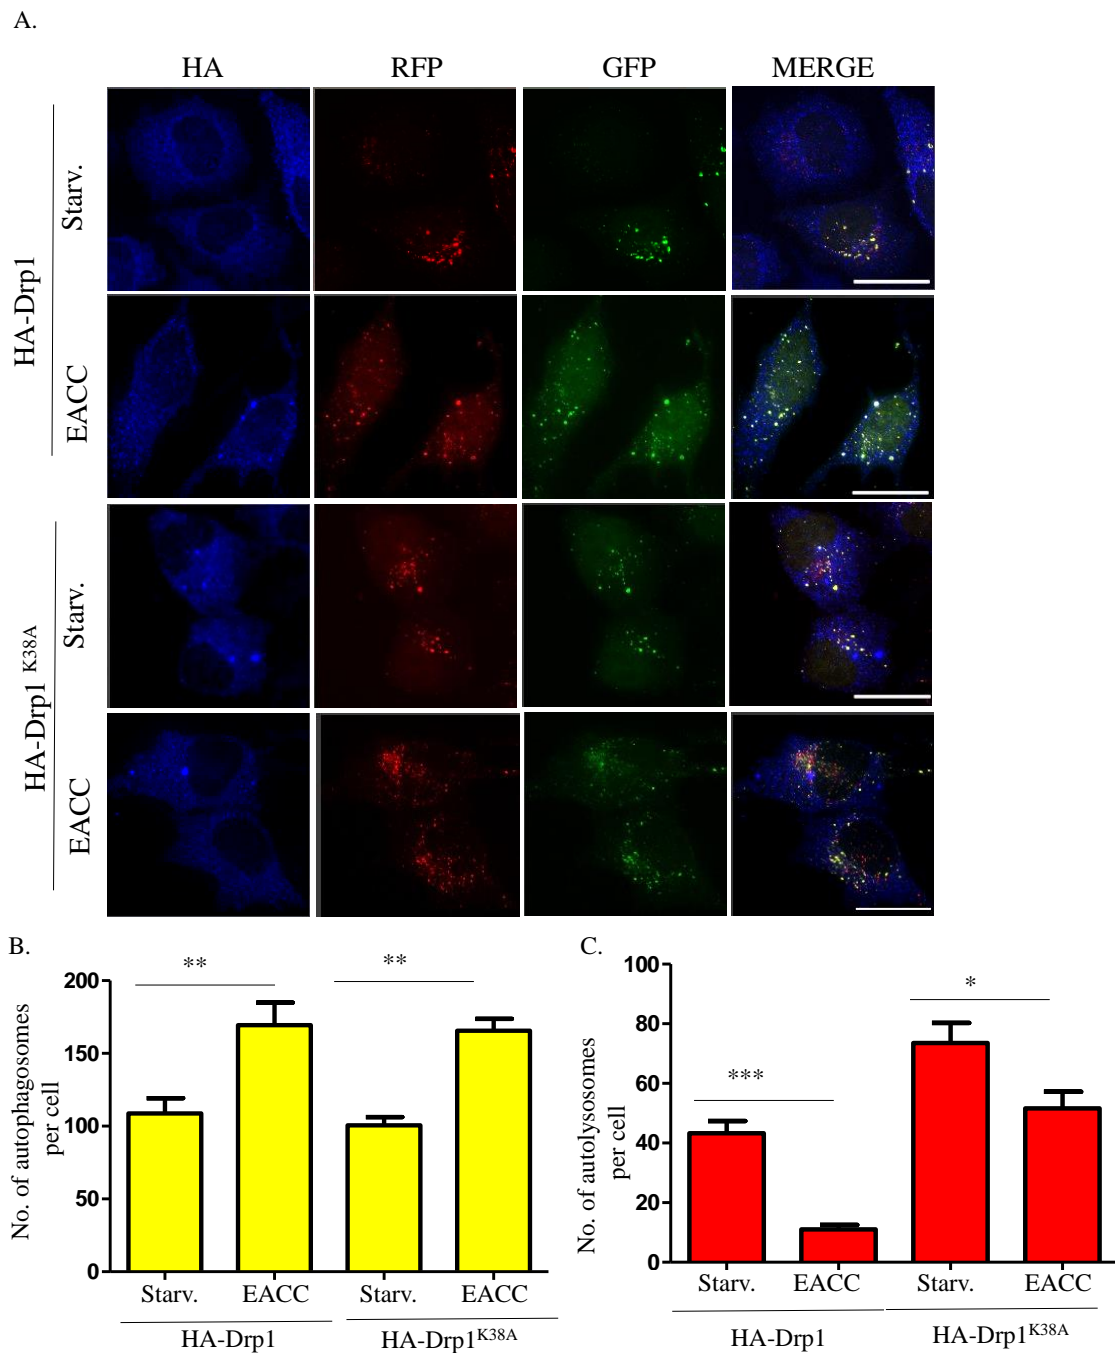 A.
HA RFP GFP MERGE
HA-Drp1
Starv.
EACC
HA-Drp1 K38A
Starv.
EACC
B.
**
**
No. of autophagosomes
per cell
200
150
100
50
0
Starv. EACC Starv. EACC
HA-Drp1 HA-Drp1K38A
C.
***
*
No. of autolysosomes
per cell
100
80
60
40
20
0
Starv. EACC Starv. EACC
HA-Drp1 HA-Drp1K38A